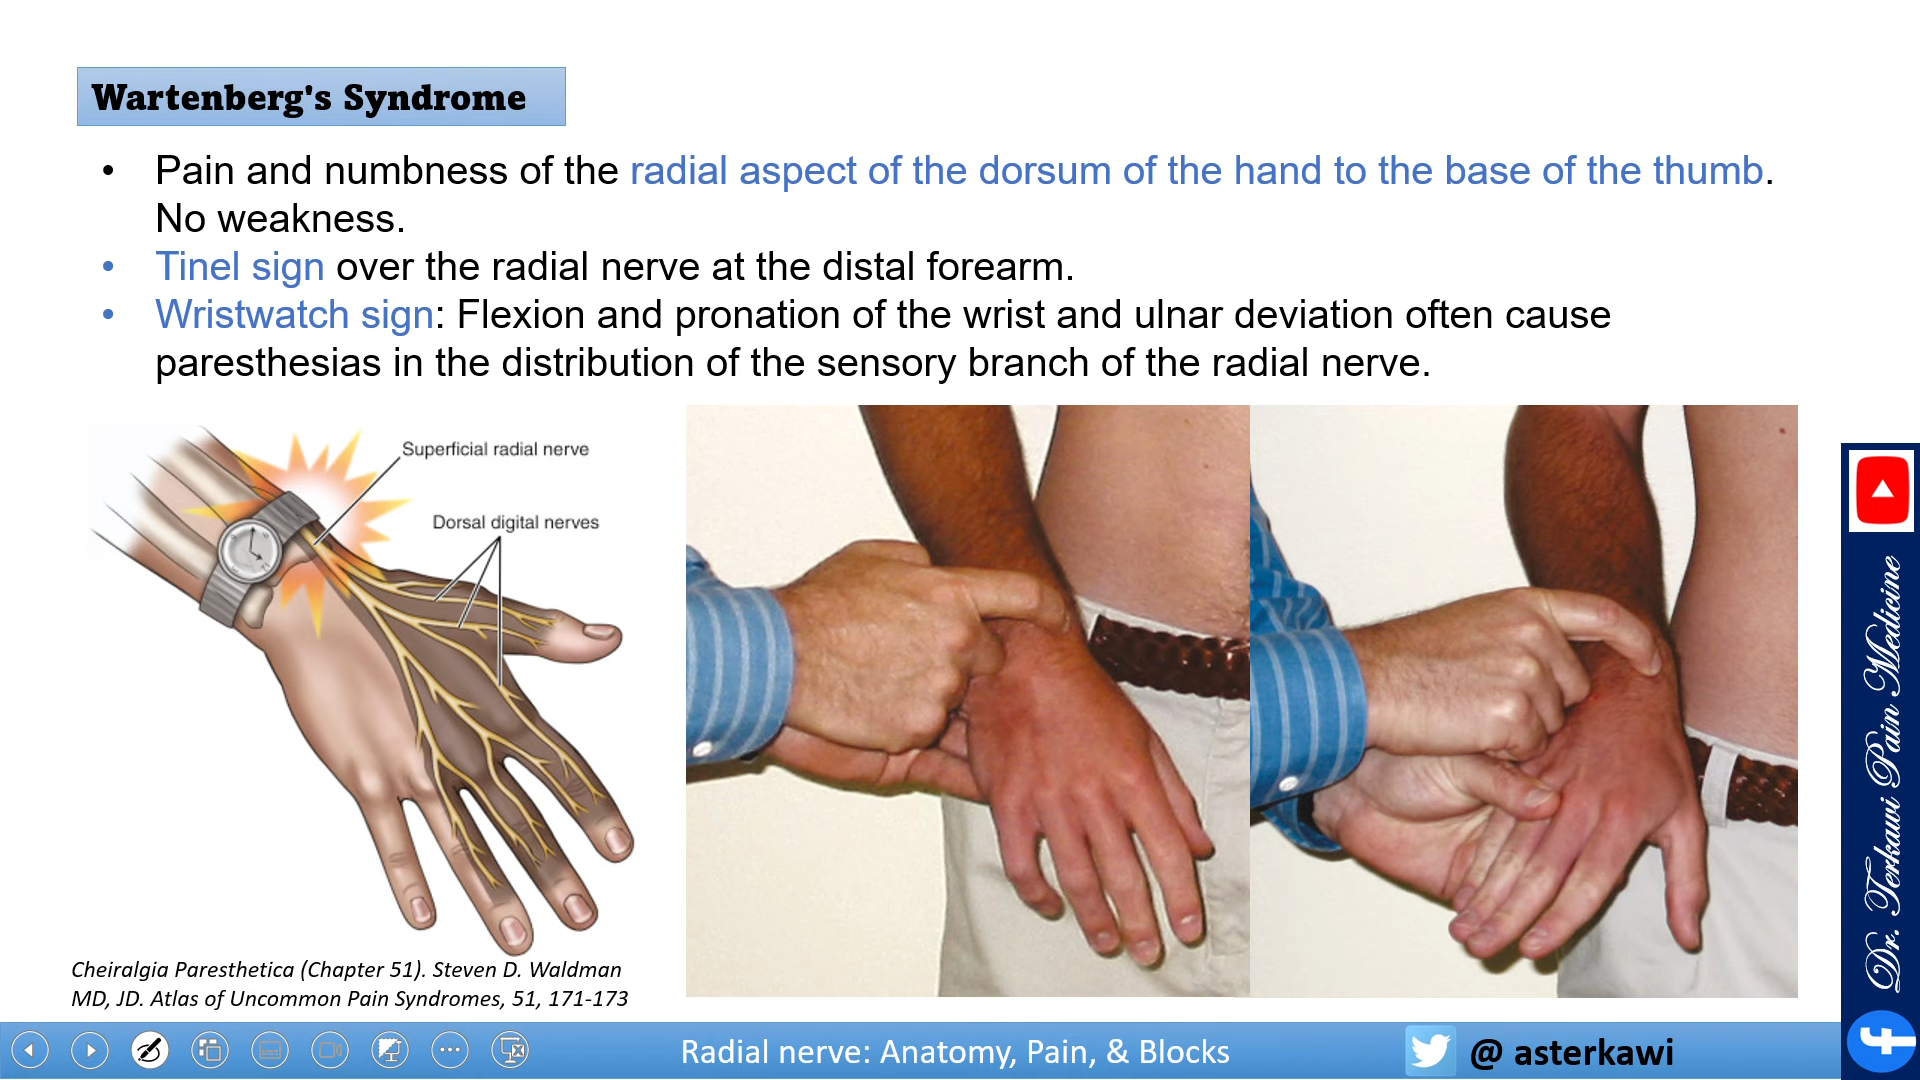 Wartenberg's Syndrome
• Pain and numbness of the radial aspect of the dorsum of the hand to the base of the thumb.
No weakness.
• Tinel sign over the radial nerve at the distal forearm.
• Wristwatch sign: Flexion and pronation of the wrist and ulnar deviation often cause
paresthesias in the distribution of the sensory branch of the radial nerve.
Superficial radial nerve
Dorsal digital nerves
Cheiralgia Paresthetica (Chapter 51). Steven D. Waldman
MD, JD. Atlas of Uncommon Pain Syndromes, 51, 171-173
Dr. Terkawi Pain Medicine
Radial nerve: Anatomy, Pain, & Blocks
@ asterkawi